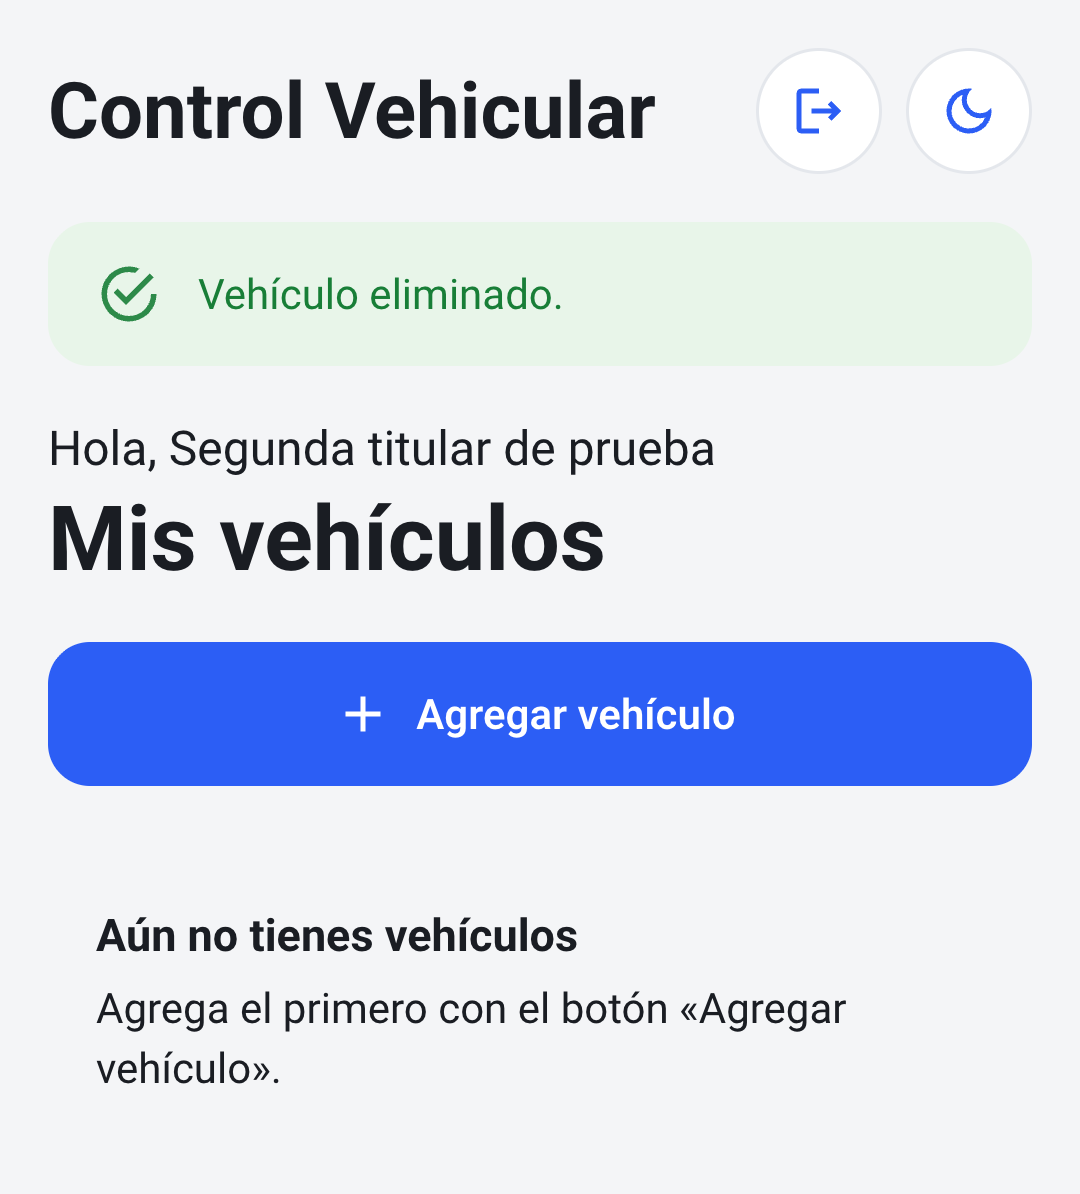 Control Vehicular
Vehículo eliminado.
Hola, Segunda titular de prueba
Mis vehículos
Agregar vehículo
Aún no tienes vehículos
Agrega el primero con el botón «Agregar
vehículo».